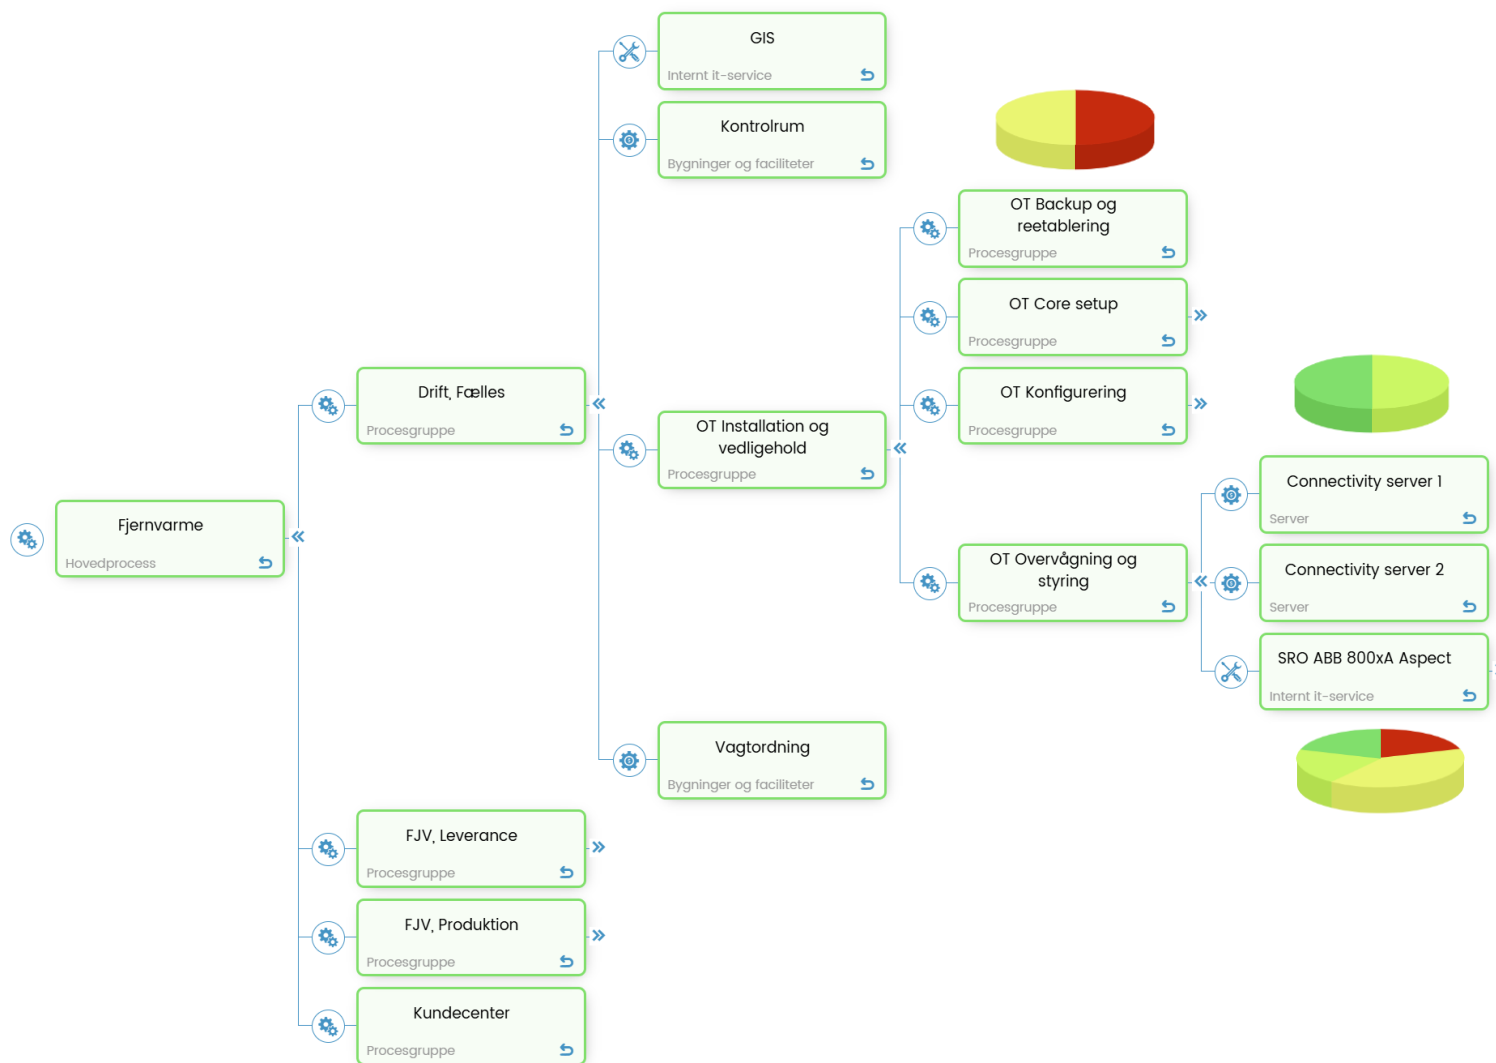 GIS
Internt it-service
Kontrolrum
Bygninger og faciliteter
OT Backup og
reetablering
Procesgruppe
OT Core setup
Procesgruppe
Drift, Fælles
Procesgruppe
OT Konfigurering
Procesgruppe
OT Installation og
vedligehold
Procesgruppe
Connectivity server 1
Server
Fjernvarme
Hovedprocess
OT Overvågning og
styring
Procesgruppe
Connectivity server 2
Server
SRO ABB 800xA Aspect
Internt it-service
Vagtordning
Bygninger og faciliteter
FJV, Leverance
Procesgruppe
FJV, Produktion
Procesgruppe
Kundecenter
Procesgruppe